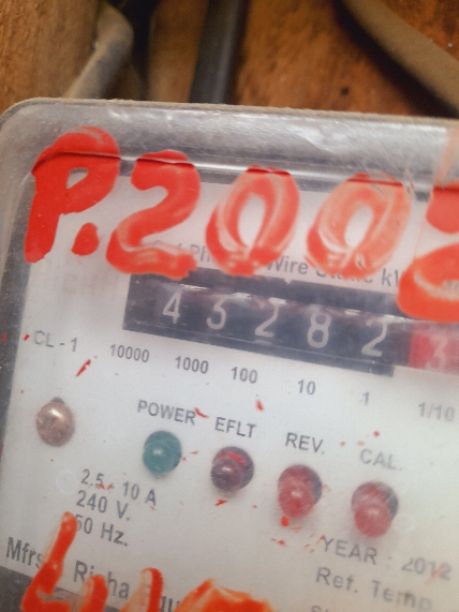 P.2002
Wire
4 3 2 8 2 3
CL - 1 10000 1000 100 10 1 1/10
POWER EFLT REV. CAL.
2.5 - 10 A
240 V.
50 Hz.
YEAR : 2012
Ref. Temp
Mfrs